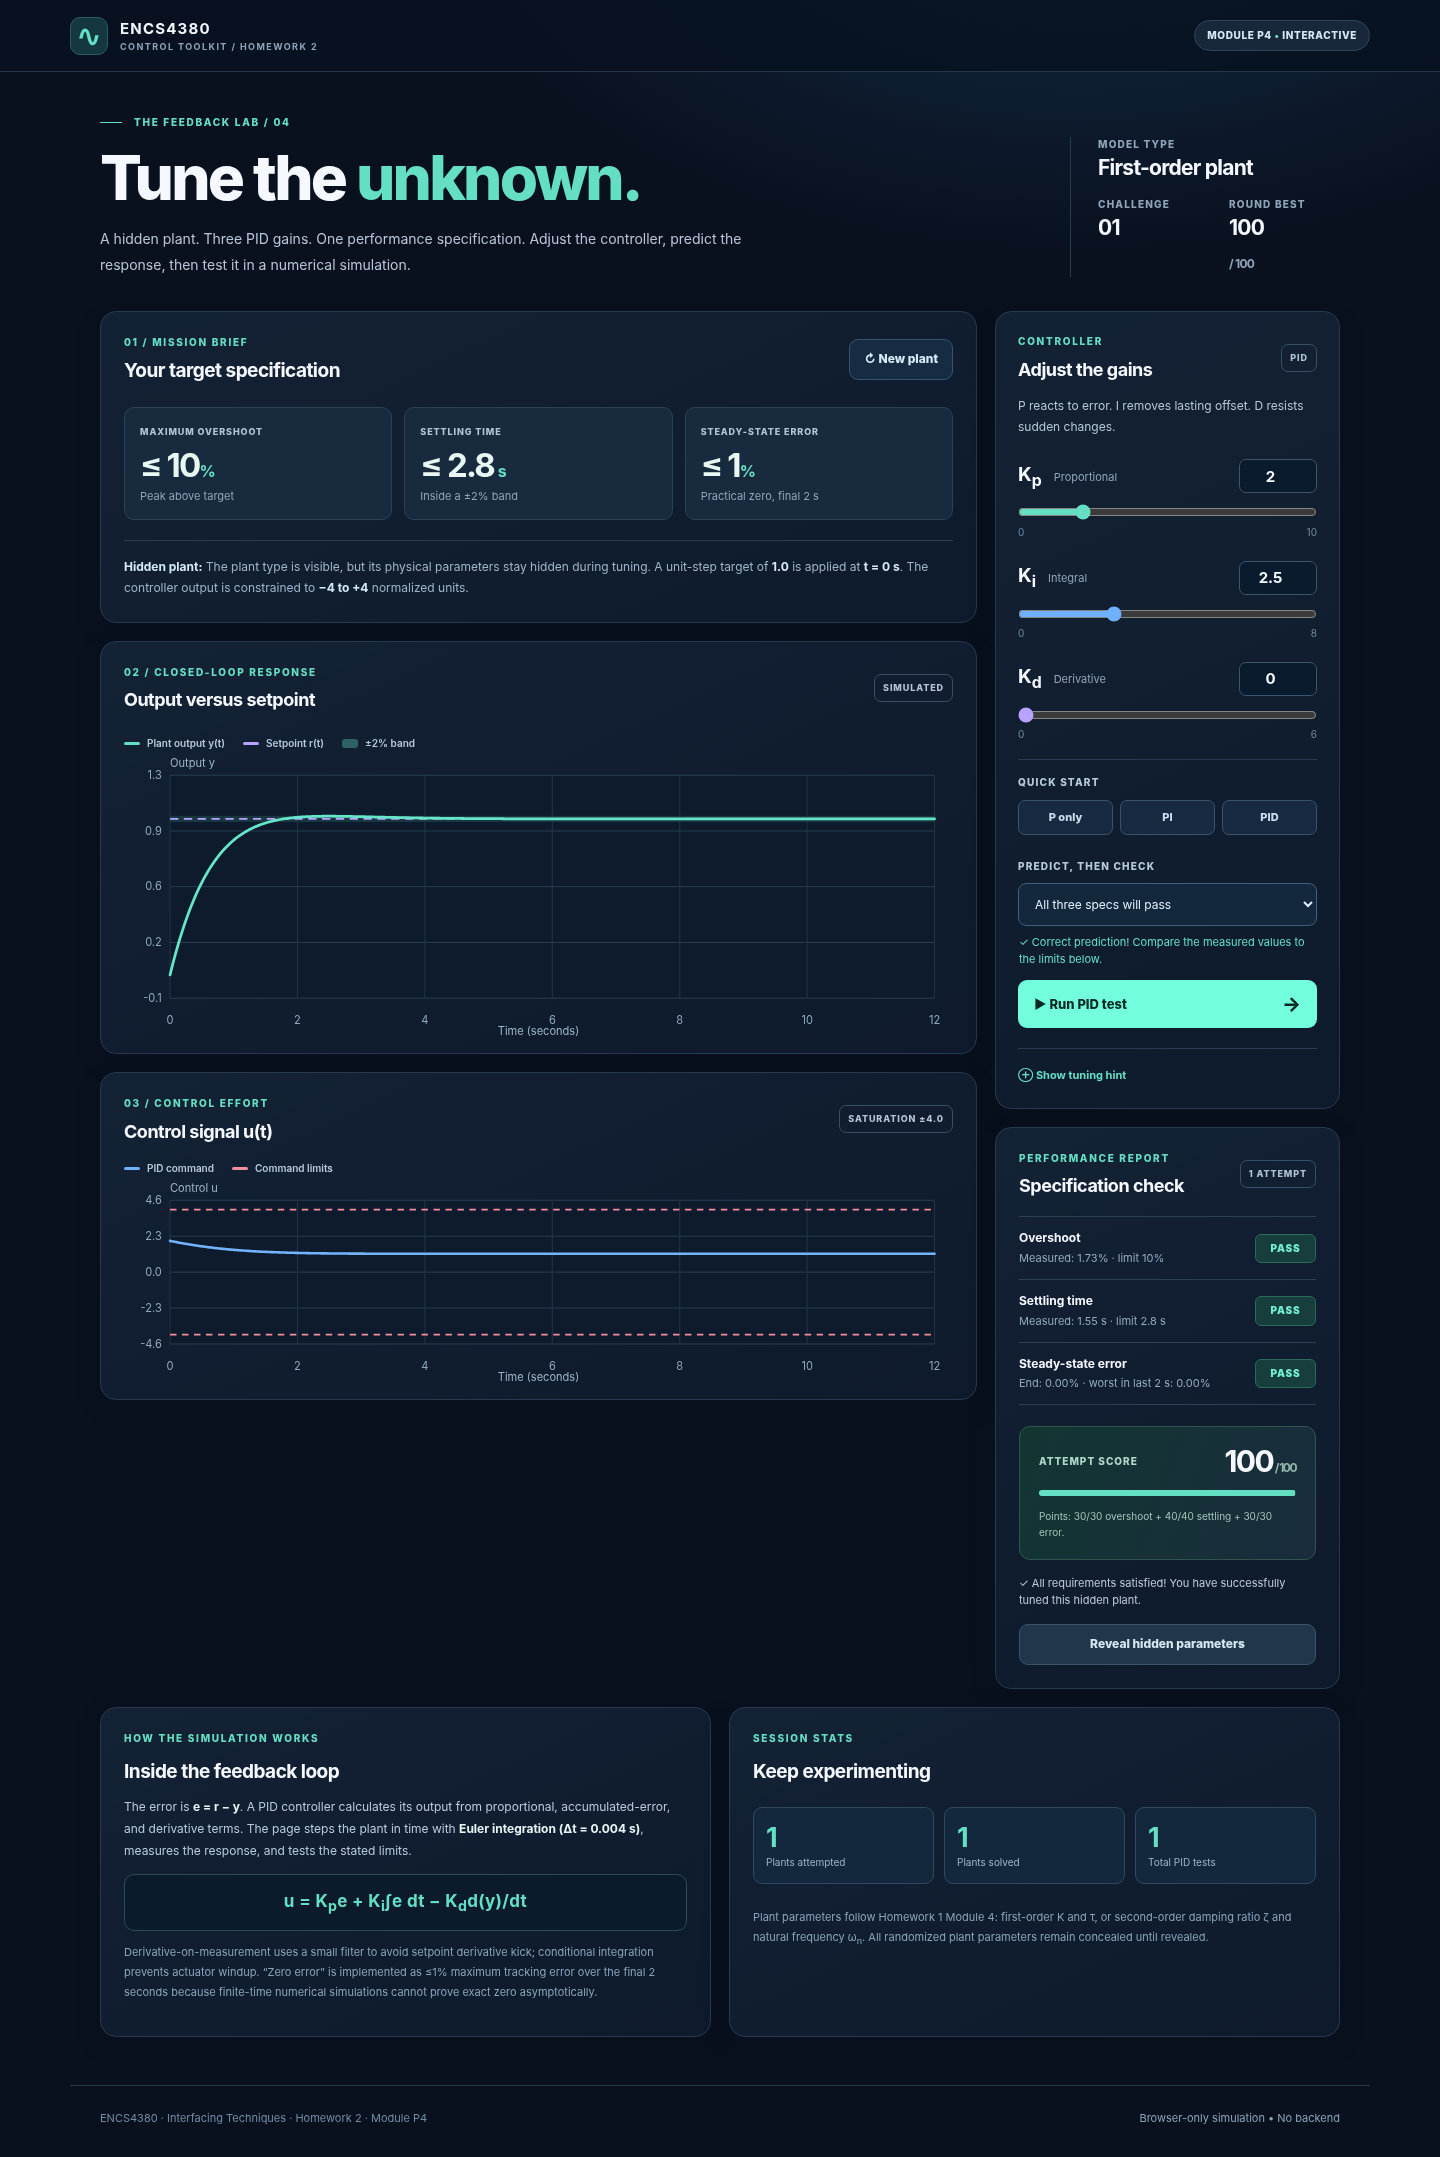 ENCS4380
CONTROL TOOLKIT / HOMEWORK 2
MODULE P4 • INTERACTIVE
THE FEEDBACK LAB / 04
Tune the unknown.
A hidden plant. Three PID gains. One performance specification. Adjust the controller, predict the
response, then test it in a numerical simulation.
MODEL TYPE
First-order plant
CHALLENGE
01
ROUND BEST
100
/ 100
01 / MISSION BRIEF
Your target specification
↻ New plant
MAXIMUM OVERSHOOT
≤ 10%
Peak above target
SETTLING TIME
≤ 2.8 s
Inside a ±2% band
STEADY-STATE ERROR
≤ 1%
Practical zero, final 2 s
Hidden plant: The plant type is visible, but its physical parameters stay hidden during tuning. A unit-step target of 1.0 is applied at t = 0 s. The
controller output is constrained to −4 to +4 normalized units.
02 / CLOSED-LOOP RESPONSE
Output versus setpoint
SIMULATED
Plant output y(t)
Setpoint r(t)
±2% band
Output y
1.3
0.9
0.6
0.2
-0.1
0 2 4 6 8 10 12
Time (seconds)
03 / CONTROL EFFORT
Control signal u(t)
SATURATION ±4.0
PID command
Command limits
Control u
4.6
2.3
0.0
-2.3
-4.6
0 2 4 6 8 10 12
Time (seconds)
CONTROLLER
Adjust the gains
PID
P reacts to error. I removes lasting offset. D resists
sudden changes.
Kp Proportional 2
0 10
Ki Integral 2.5
0 8
Kd Derivative 0
0 6
QUICK START
P only
PI
PID
PREDICT, THEN CHECK
All three specs will pass
✓ Correct prediction! Compare the measured values to
the limits below.
▶ Run PID test →
Show tuning hint
PERFORMANCE REPORT
Specification check
1 ATTEMPT
Overshoot
Measured: 1.73% · limit 10%
PASS
Settling time
Measured: 1.55 s · limit 2.8 s
PASS
Steady-state error
End: 0.00% · worst in last 2 s: 0.00%
PASS
ATTEMPT SCORE
100/100
Points: 30/30 overshoot + 40/40 settling + 30/30
error.
✓ All requirements satisfied! You have successfully
tuned this hidden plant.
Reveal hidden parameters
HOW THE SIMULATION WORKS
Inside the feedback loop
The error is e = r − y. A PID controller calculates its output from proportional, accumulated-error,
and derivative terms. The page steps the plant in time with Euler integration (Δt = 0.004 s),
measures the response, and tests the stated limits.
u = Kpe + Ki∫e dt − Kdd(y)/dt
Derivative-on-measurement uses a small filter to avoid setpoint derivative kick; conditional integration
prevents actuator windup. “Zero error” is implemented as ≤1% maximum tracking error over the final 2
seconds because finite-time numerical simulations cannot prove exact zero asymptotically.
SESSION STATS
Keep experimenting
1
Plants attempted
1
Plants solved
1
Total PID tests
Plant parameters follow Homework 1 Module 4: first-order K and τ, or second-order damping ratio ζ and
natural frequency ωn. All randomized plant parameters remain concealed until revealed.
ENCS4380 · Interfacing Techniques · Homework 2 · Module P4
Browser-only simulation • No backend